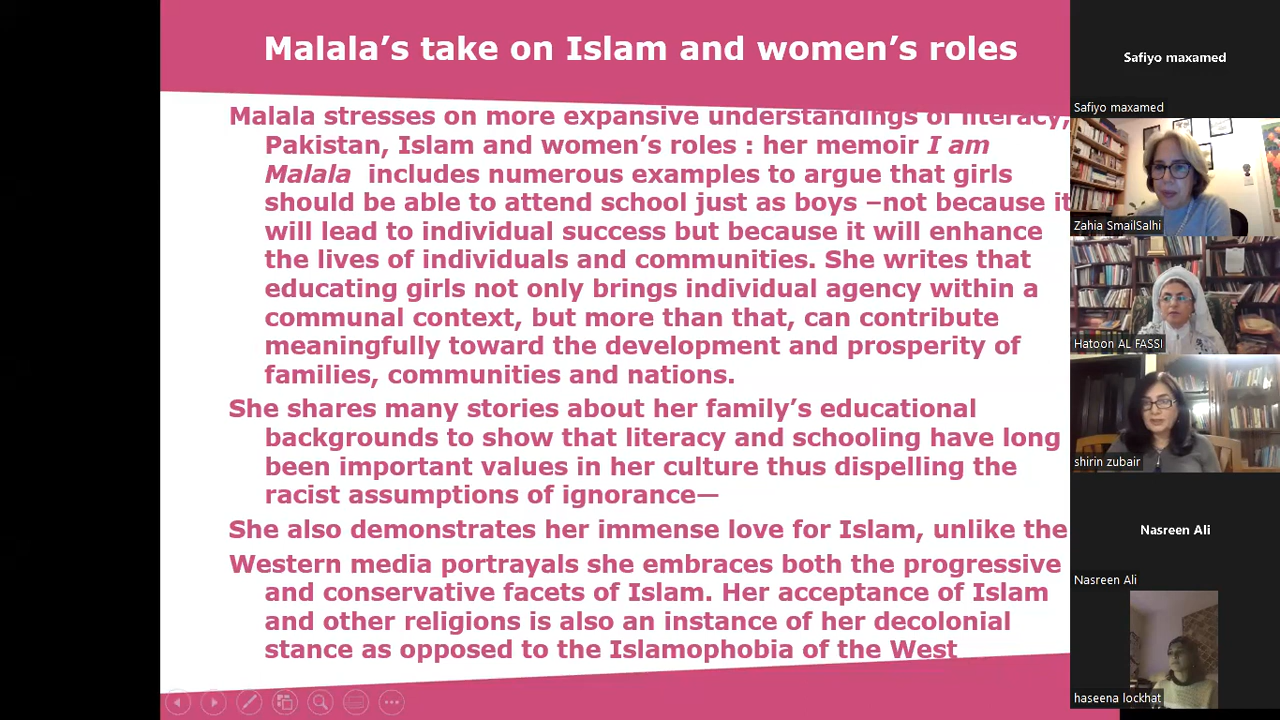 Malala’s take on Islam and women’s roles
Malala stresses on more expansive understandings of literacy,
Pakistan, Islam and women’s roles : her memoir I am
Malala includes numerous examples to argue that girls
should be able to attend school just as boys –not because it
will lead to individual success but because it will enhance
the lives of individuals and communities. She writes that
educating girls not only brings individual agency within a
communal context, but more than that, can contribute
meaningfully toward the development and prosperity of
families, communities and nations.
She shares many stories about her family’s educational
backgrounds to show that literacy and schooling have long
been important values in her culture thus dispelling the
racist assumptions of ignorance—
She also demonstrates her immense love for Islam, unlike the
Western media portrayals she embraces both the progressive
and conservative facets of Islam. Her acceptance of Islam
and other religions is also an instance of her decolonial
stance as opposed to the Islamophobia of the West
Safiyo maxamed
Safiyo maxamed
Zahia SmailSalhi
Hatoon AL FASSI
shirin zubair
Nasreen Ali
Nasreen Ali
haseena lockhat